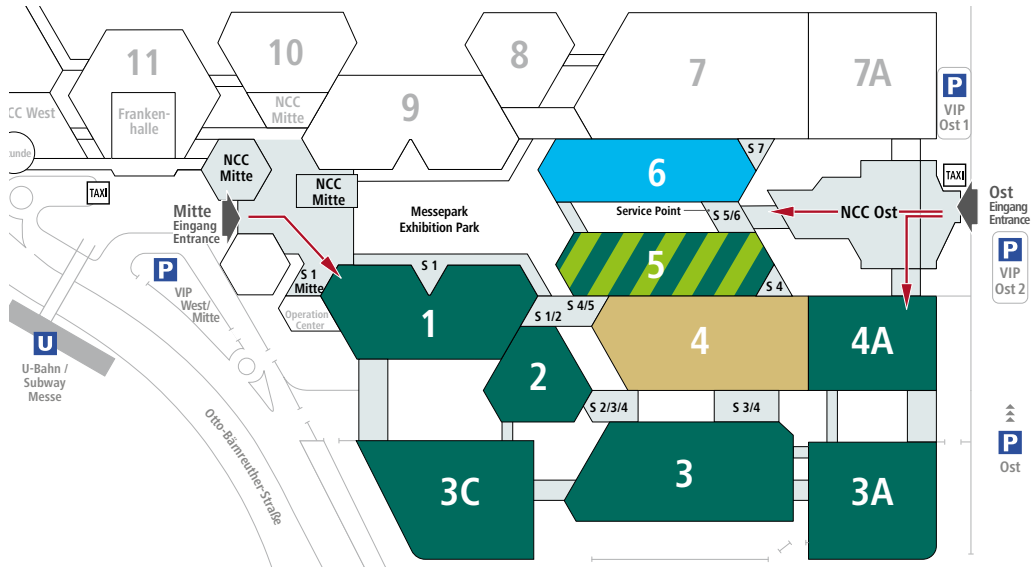 11
10
8
7
7A
9
CC West
Franken-
halle
NCC
Mitte
P
VIP
Ost 1
unde
NCC
Mitte
NCC
Mitte
S 7
6
TAXI
TAXI
Mitte
Eingang
Entrance
Messepark
Exhibition Park
Service Point
S 5/6
NCC Ost
Ost
Eingang
Entrance
P
VIP
Ost 2
S 1
S 1
Mitte
5
S 4
P
VIP
West/
Mitte
Operation
Center
1
S 4/5
S 1/2
4
4A
U
U-Bahn /
Subway
Messe
2
S 2/3/4
S 3/4
P
Ost
Otto-Bärnreuther-Straße
3C
3
3A